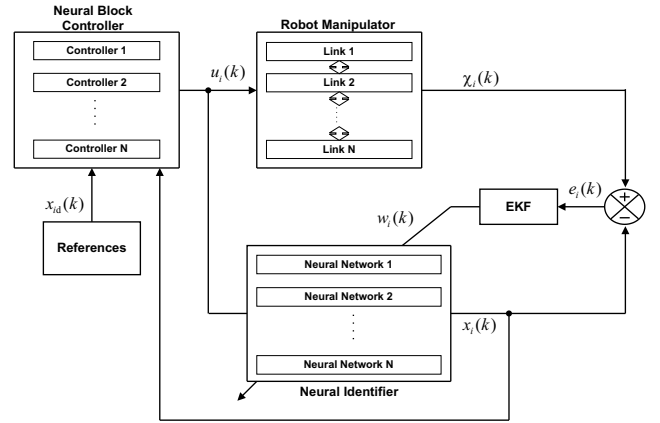 Neural Block
Controller
Controller 1
Controller 2
Controller N
u_i(k)
Robot Manipulator
Link 1
Link 2
Link N
χ_i(k)
x_id(k)
References
w_i(k)
EKF
e_i(k)
+
−
Neural Network 1
Neural Network 2
Neural Network N
x_i(k)
Neural Identifier